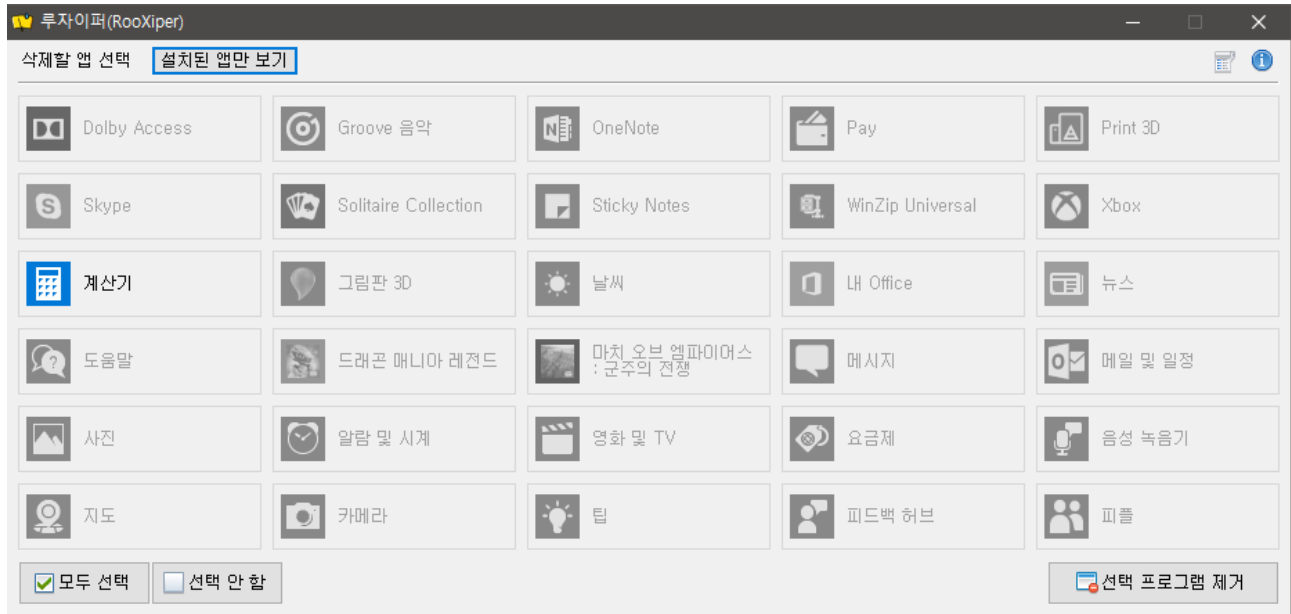 루자이퍼(RooXiper)
삭제할 앱 선택 설치된 앱만 보기
Dolby Access Groove 음악 OneNote Pay Print 3D
Skype Solitaire Collection Sticky Notes WinZip Universal Xbox
계산기 그림판 3D 날씨 내 Office 뉴스
도움말 드래곤 매니아 레전드 마치 오브 엠파이어스
: 군주의 전쟁 메시지 메일 및 일정
사진 알람 및 시계 영화 및 TV 요금제 음성 녹음기
지도 카메라 팁 피드백 허브 피플
모두 선택 선택 안 함 선택 프로그램 제거